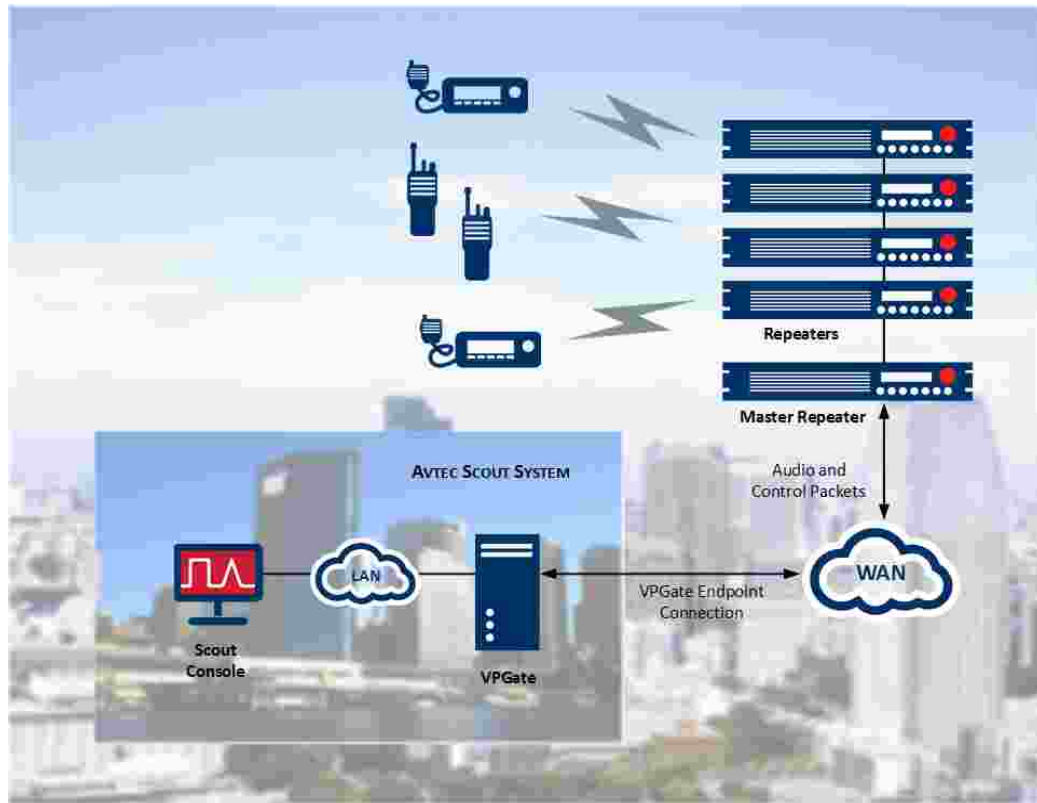 Repeaters
Master Repeater
Audio and
Control Packets
AVTEC SCOUT SYSTEM
LAN
WAN
VPGate Endpoint
Connection
Scout
Console
VPGate